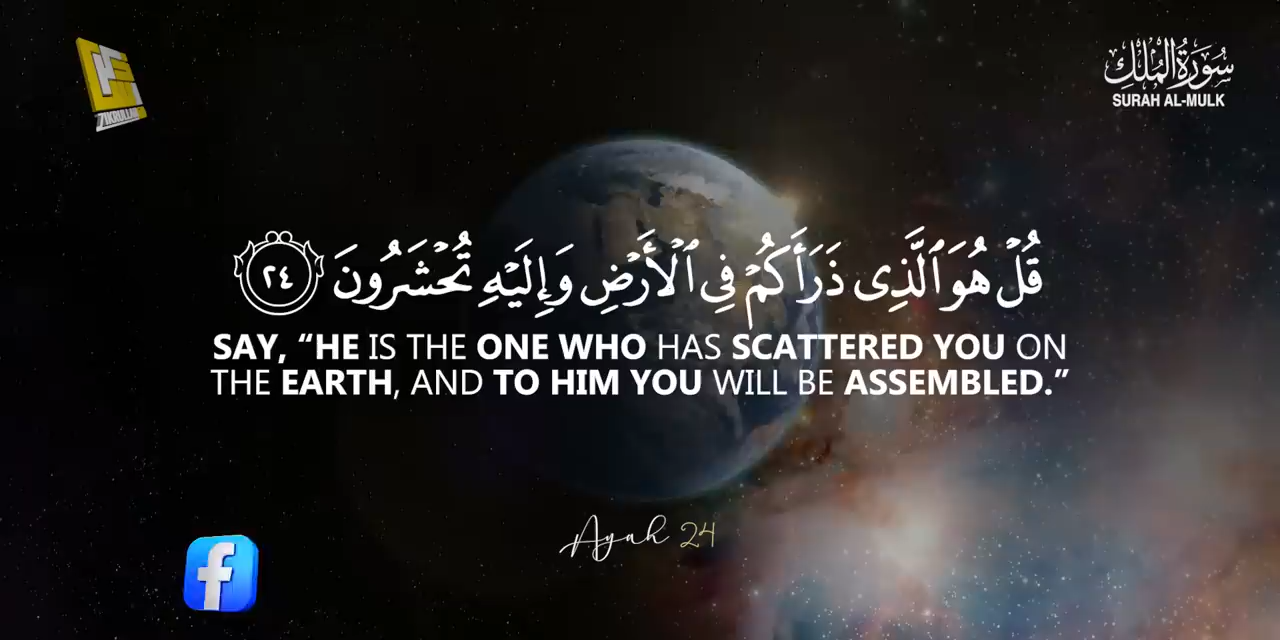 ZIKRULLAH
سُورَةُ الْمُلْكِ
SURAH AL-MULK
قُلْ هُوَ ٱلَّذِى ذَرَأَكُمْ فِى ٱلْأَرْضِ وَإِلَيْهِ تُحْشَرُونَ ٢٤
SAY, “HE IS THE ONE WHO HAS SCATTERED YOU ON
THE EARTH, AND TO HIM YOU WILL BE ASSEMBLED.”
Ayah 24